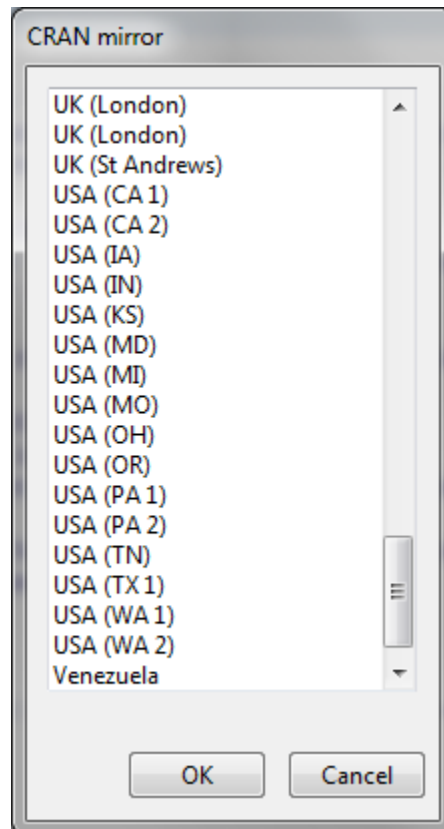 CRAN mirror
UK (London)
UK (London)
UK (St Andrews)
USA (CA 1)
USA (CA 2)
USA (IA)
USA (IN)
USA (KS)
USA (MD)
USA (MI)
USA (MO)
USA (OH)
USA (OR)
USA (PA 1)
USA (PA 2)
USA (TN)
USA (TX 1)
USA (WA 1)
USA (WA 2)
Venezuela
OK Cancel